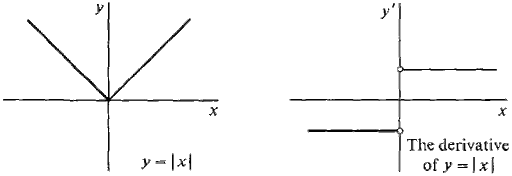 y
x
y = |x|
y′
x
The derivative
of y = |x|